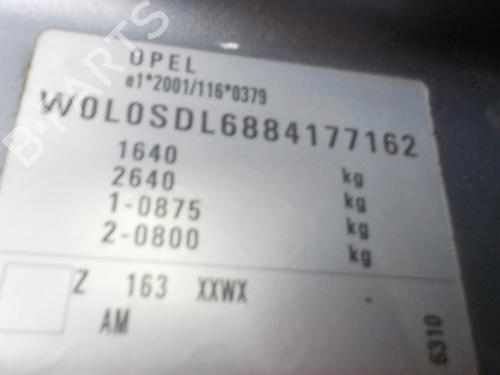 OPEL
e1*2001/116*0379
W0L0SDL6884177162
1640 kg
2640 kg
1-0875 kg
2-0800 kg
Z 163 XXWX -
AM
6310
B-PARTS